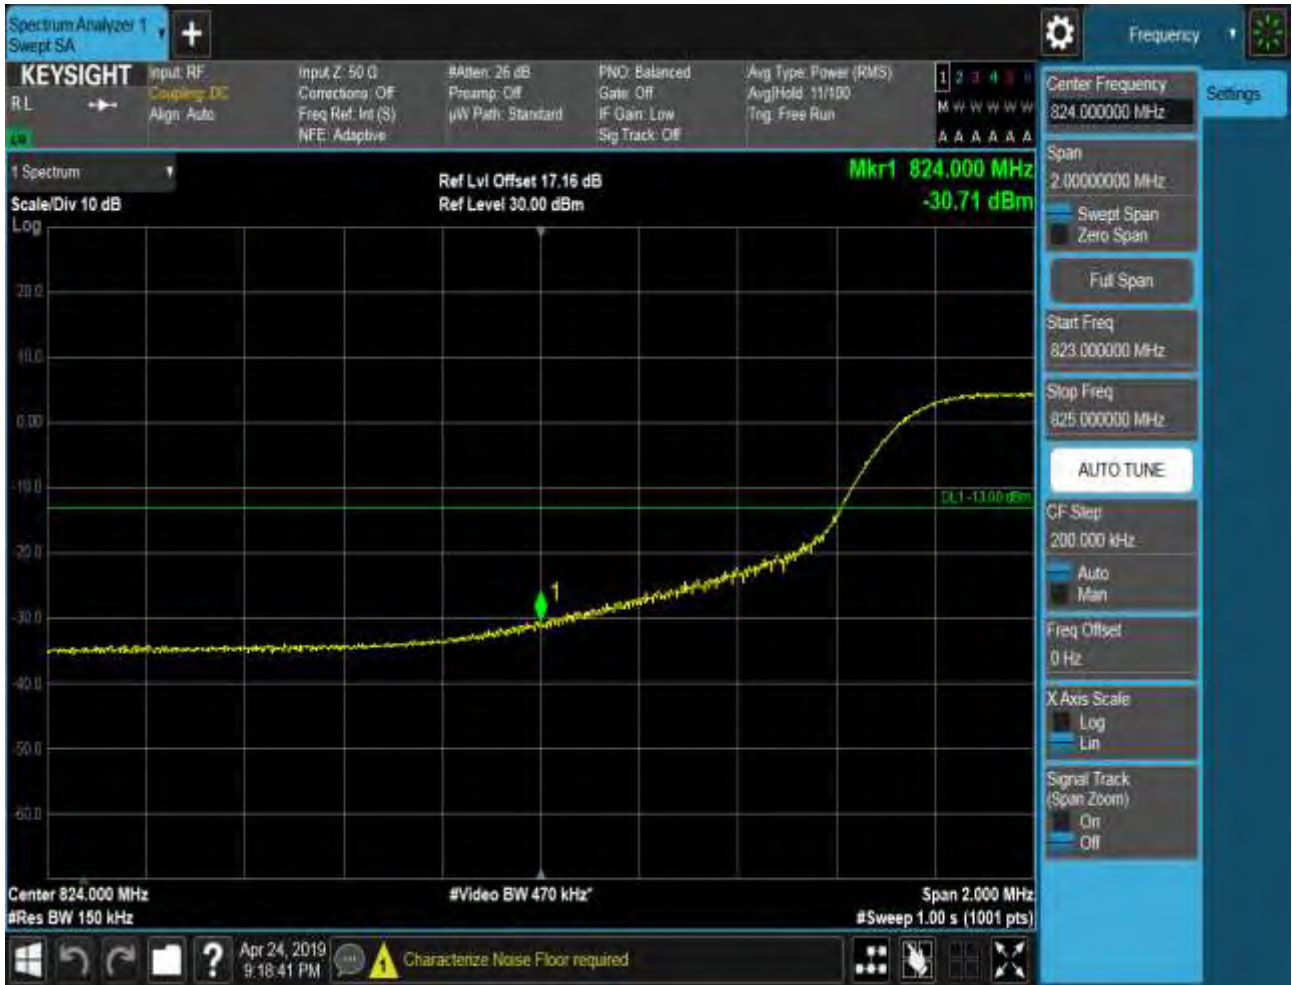 Spectrum Analyzer 1
Swept SA
+
Frequency
KEYSIGHT
RL
Input: RF
Coupling: DC
Align: Auto
Input Z: 50 Ω
Corrections: Off
Freq Ref: Int (S)
NFE: Adaptive
#Atten: 26 dB
Preamp: Off
µW Path: Standard
PNO: Balanced
Gate: Off
IF Gain: Low
Sig Track: Off
Avg Type: Power (RMS)
Avg|Hold: 11/100
Trig: Free Run
1 2 3 4 5 6
M W W W W W
A A A A A A
1 Spectrum
Scale/Div 10 dB
Log
Ref Lvl Offset 17.16 dB
Ref Level 30.00 dBm
Mkr1 824.000 MHz
-30.71 dBm
20.0
10.0
0.00
-10.0
-20.0
-30.0
-40.0
-50.0
-60.0
DL1 -13.00 dBm
1
Center 824.000 MHz
#Res BW 150 kHz
#Video BW 470 kHz*
Span 2.000 MHz
#Sweep 1.00 s (1001 pts)
Center Frequency
824.000000 MHz
Settings
Span
2.00000000 MHz
Swept Span
Zero Span
Full Span
Start Freq
823.000000 MHz
Stop Freq
825.000000 MHz
AUTO TUNE
CF Step
200.000 kHz
Auto
Man
Freq Offset
0 Hz
X Axis Scale
Log
Lin
Signal Track
(Span Zoom)
On
Off
?
Apr 24, 2019
9:18:41 PM
1
Characterize Noise Floor required